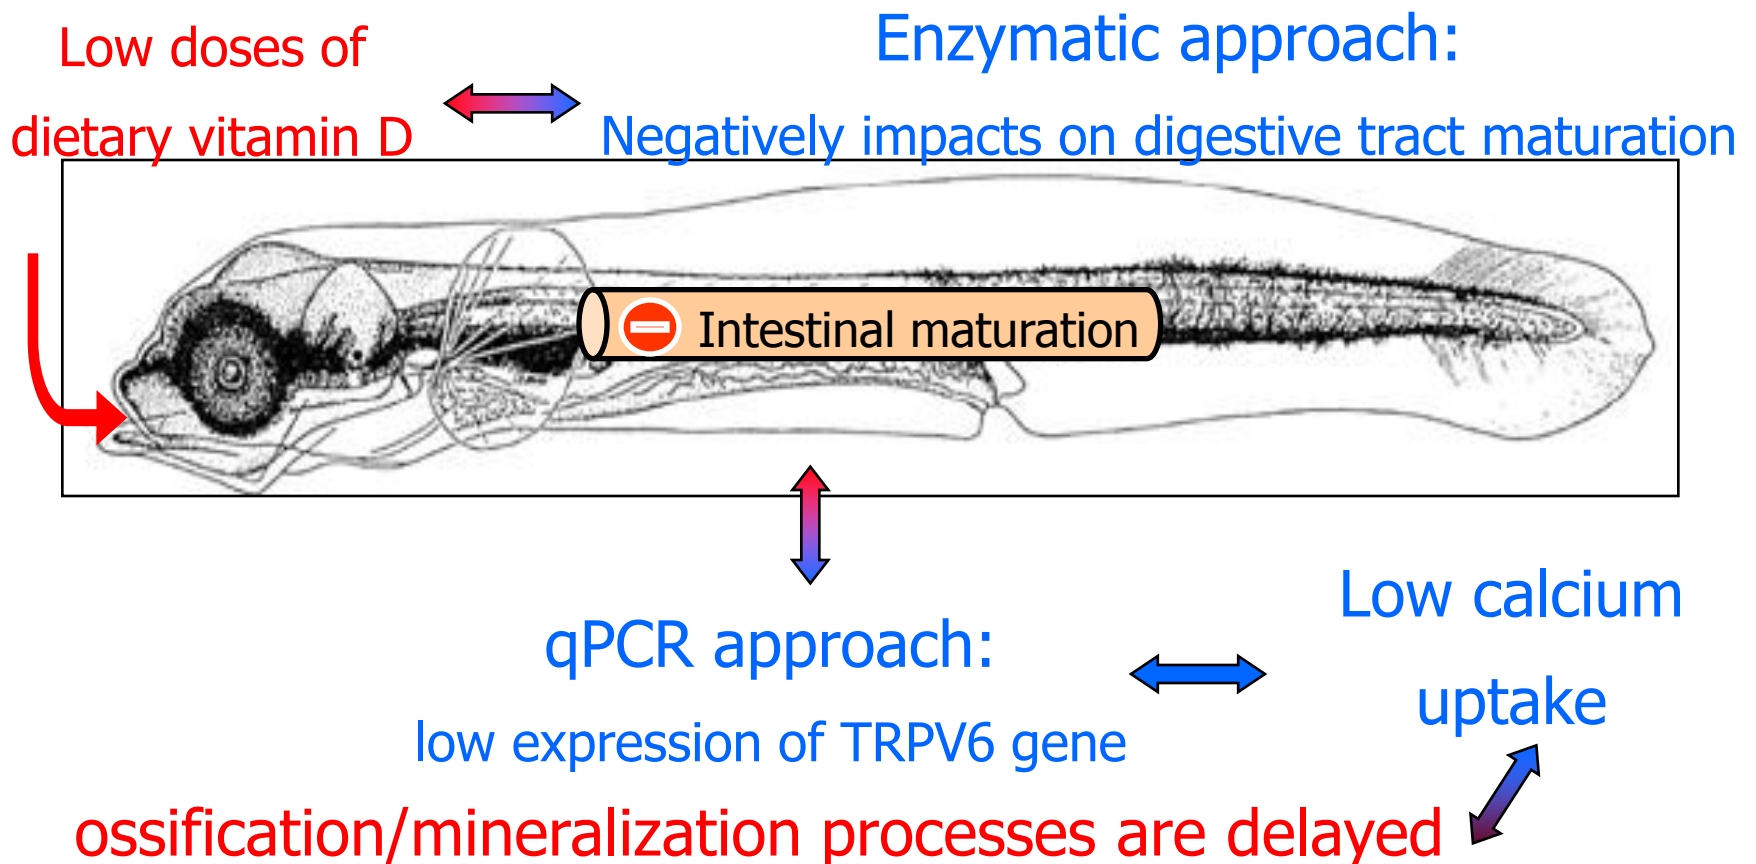 Low doses of
dietary vitamin D
Enzymatic approach:
Negatively impacts on digestive tract maturation
Intestinal maturation
qPCR approach:
low expression of TRPV6 gene
Low calcium
uptake
ossification/mineralization processes are delayed